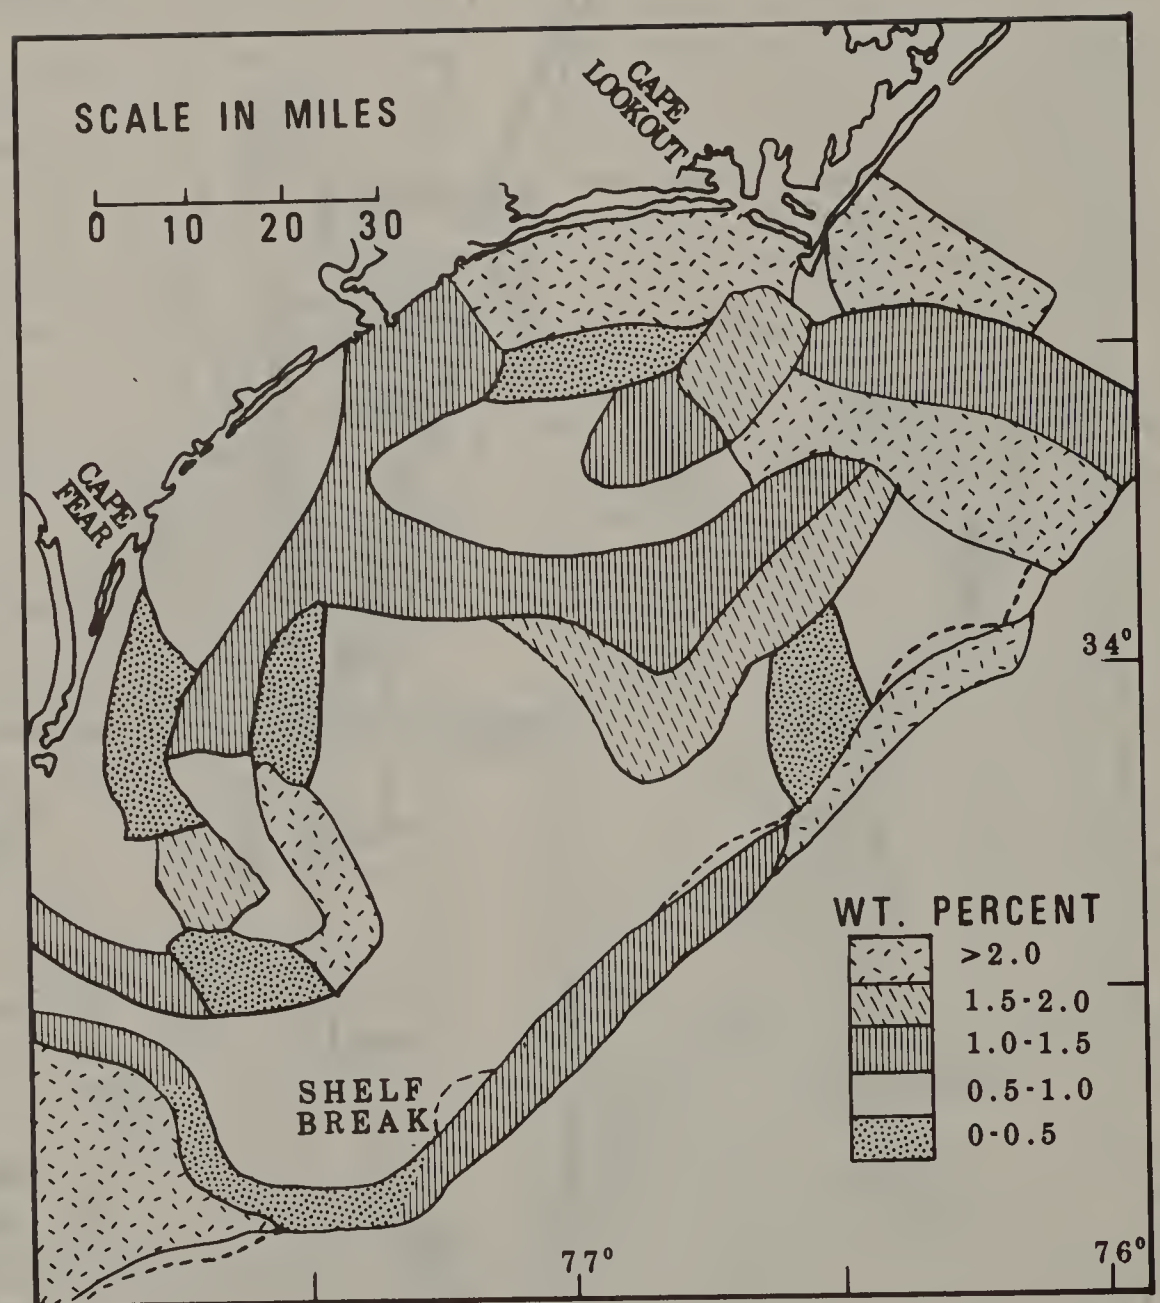 SCALE IN MILES
0 10 20 30
CAPE
LOOKOUT
CAPE
FEAR
34°
WT. PERCENT
>2.0
1.5-2.0
1.0-1.5
0.5-1.0
0-0.5
SHELF
BREAK
77°
76°